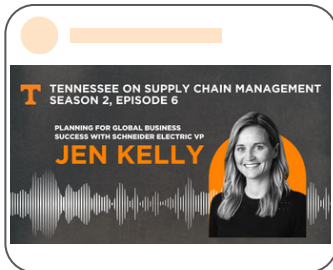 T TENNESSEE ON SUPPLY CHAIN MANAGEMENT
SEASON 2, EPISODE 6
PLANNING FOR GLOBAL BUSINESS
SUCCESS WITH SCHNEIDER ELECTRIC VP
JEN KELLY